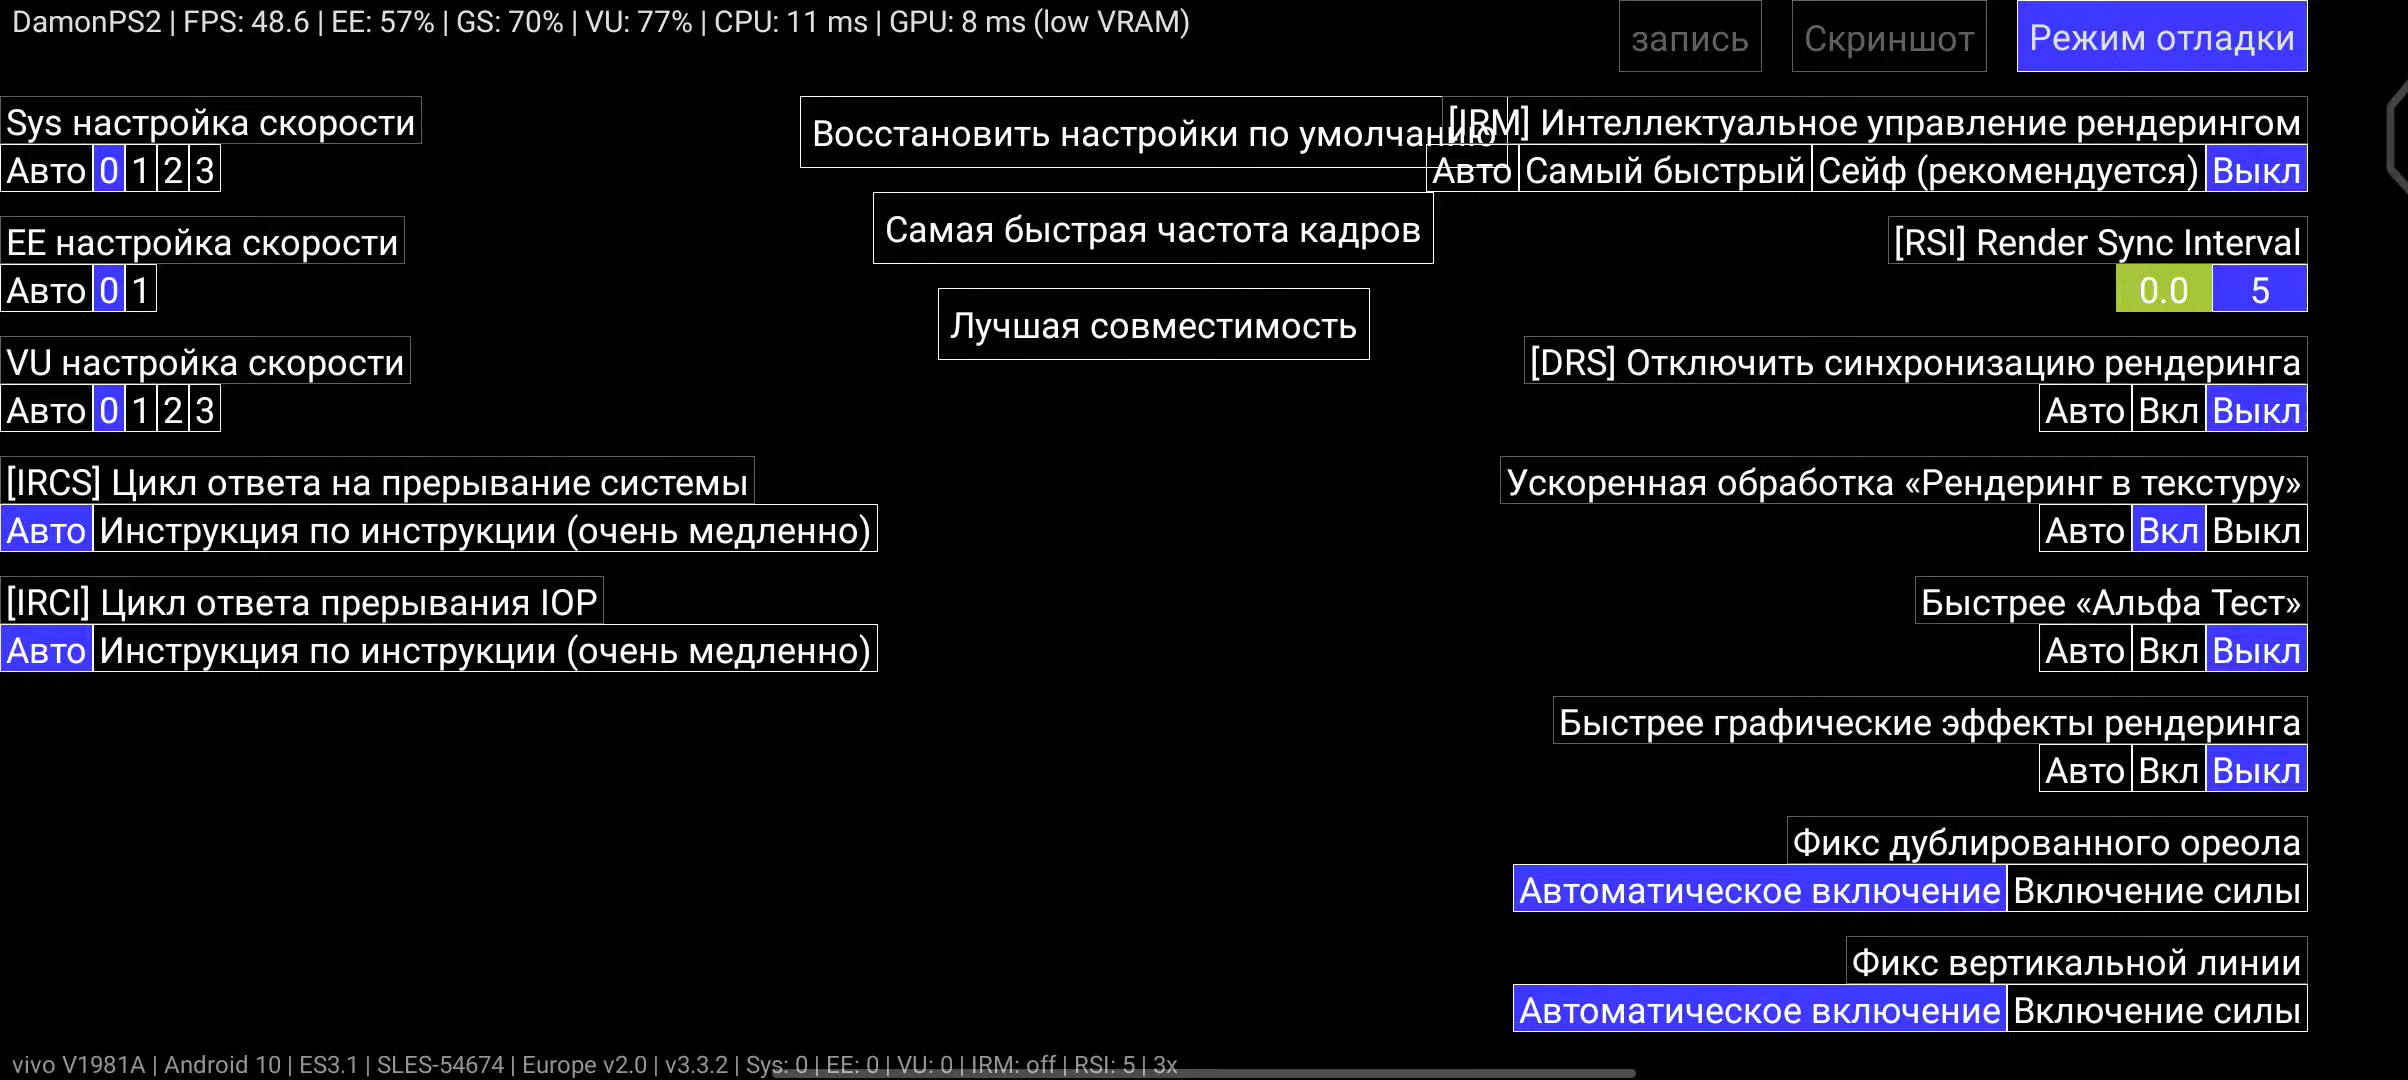 DamonPS2 | FPS: 48.6 | EE: 57% | GS: 70% | VU: 77% | CPU: 11 ms | GPU: 8 ms (low VRAM)
запись Скриншот Режим отладки
Sys настройка скорости
Авто 0 1 2 3
EE настройка скорости
Авто 0 1
VU настройка скорости
Авто 0 1 2 3
[IRCS] Цикл ответа на прерывание системы
Авто Инструкция по инструкции (очень медленно)
[IRCI] Цикл ответа прерывания IOP
Авто Инструкция по инструкции (очень медленно)
Восстановить настройки по умолчанию
Самая быстрая частота кадров
Лучшая совместимость
[IRM] Интеллектуальное управление рендерингом
Авто Самый быстрый Сейф (рекомендуется) Выкл
[RSI] Render Sync Interval
0.0 5
[DRS] Отключить синхронизацию рендеринга
Авто Вкл Выкл
Ускоренная обработка «Рендеринг в текстуру»
Авто Вкл Выкл
Быстрее «Альфа Тест»
Авто Вкл Выкл
Быстрее графические эффекты рендеринга
Авто Вкл Выкл
Фикс дублированного ореола
Автоматическое включение Включение силы
Фикс вертикальной линии
Автоматическое включение Включение силы
vivo V1981A | Android 10 | ES3.1 | SLES-54674 | Europe v2.0 | v3.3.2 | Sys: 0 | EE: 0 | VU: 0 | IRM: off | RSI: 5 | 3x